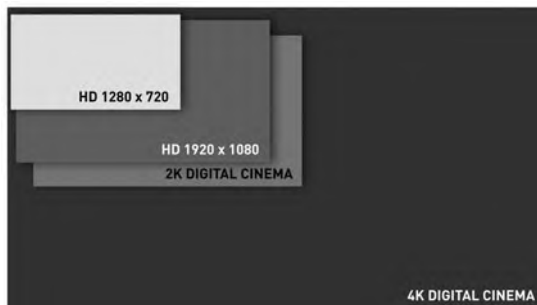 HD 1280 x 720
HD 1920 x 1080
2K DIGITAL CINEMA
4K DIGITAL CINEMA